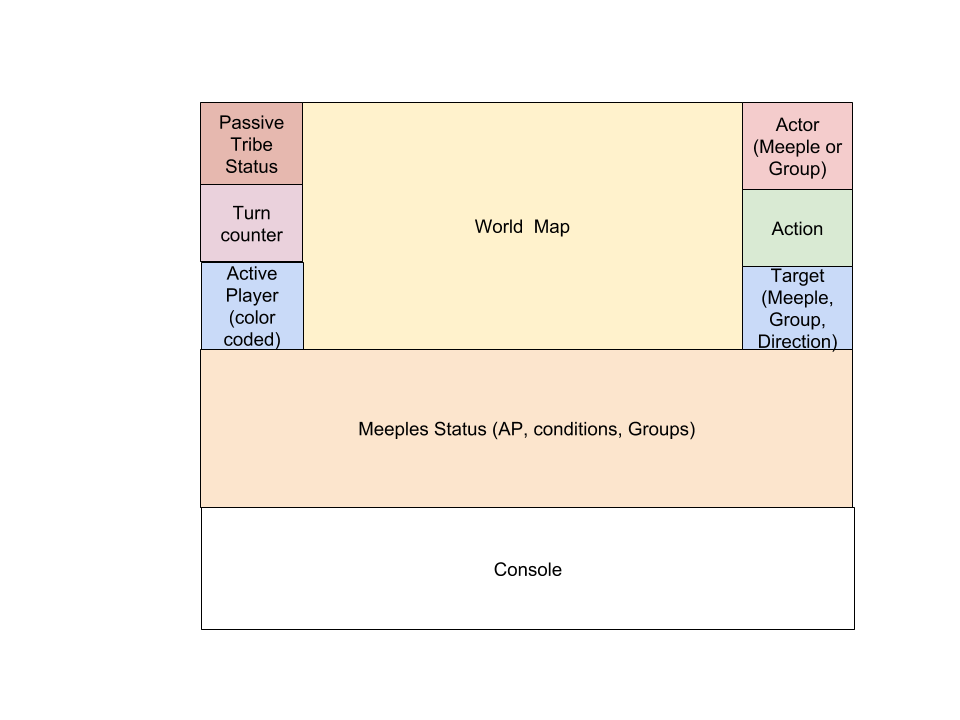 Passive
Tribe
Status
Turn
counter
Active
Player
(color
coded)
World  Map
Actor
(Meeple or
Group)
Action
Target
(Meeple,
Group,
Direction)
Meeples Status (AP, conditions, Groups)
Console